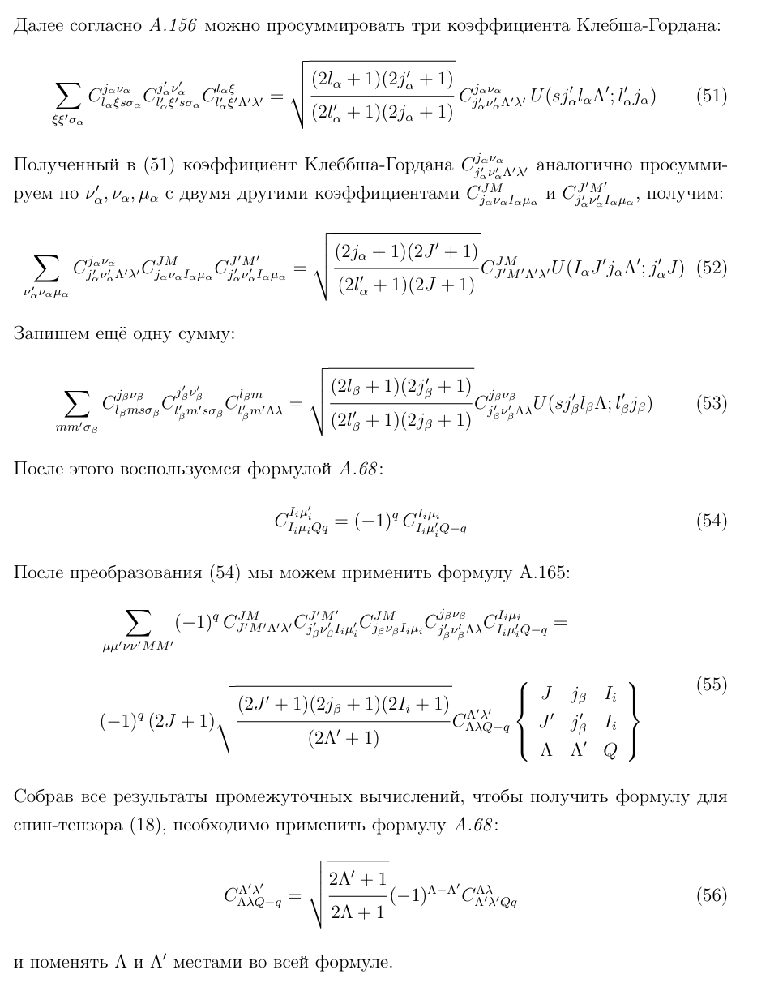 Далее согласно A.156 можно просуммировать три коэффициента Клебша-Гордана:
$$\sum_{\xi\xi'\sigma_\alpha} C^{j_\alpha\nu_\alpha}_{l_\alpha\xi s\sigma_\alpha} C^{j'_\alpha\nu'_\alpha}_{l'_\alpha\xi' s\sigma_\alpha} C^{l_\alpha\xi}_{l'_\alpha\xi'\Lambda'\lambda'} = \sqrt{\frac{(2l_\alpha+1)(2j'_\alpha+1)}{(2l'_\alpha+1)(2j_\alpha+1)}} C^{j_\alpha\nu_\alpha}_{j'_\alpha\nu'_\alpha\Lambda'\lambda'} U(sj'_\alpha l_\alpha\Lambda'; l'_\alpha j_\alpha) \quad (51)$$
Полученный в (51) коэффициент Клеббша-Гордана $C^{j_\alpha\nu_\alpha}_{j'_\alpha\nu'_\alpha\Lambda'\lambda'}$ аналогично просумми-
руем по $\nu'_\alpha, \nu_\alpha, \mu_\alpha$ с двумя другими коэффициентами $C^{JM}_{j_\alpha\nu_\alpha I_\alpha\mu_\alpha}$ и $C^{J'M'}_{j'_\alpha\nu'_\alpha I_\alpha\mu_\alpha}$, получим:
$$\sum_{\nu'_\alpha\nu_\alpha\mu_\alpha} C^{j_\alpha\nu_\alpha}_{j'_\alpha\nu'_\alpha\Lambda'\lambda'} C^{JM}_{j_\alpha\nu_\alpha I_\alpha\mu_\alpha} C^{J'M'}_{j'_\alpha\nu'_\alpha I_\alpha\mu_\alpha} = \sqrt{\frac{(2j_\alpha+1)(2J'+1)}{(2l'_\alpha+1)(2J+1)}} C^{JM}_{J'M'\Lambda'\lambda'} U(I_\alpha J' j_\alpha\Lambda'; j'_\alpha J) \quad (52)$$
Запишем ещё одну сумму:
$$\sum_{mm'\sigma_\beta} C^{j_\beta\nu_\beta}_{l_\beta m s\sigma_\beta} C^{j'_\beta\nu'_\beta}_{l'_\beta m' s\sigma_\beta} C^{l_\beta m}_{l'_\beta m'\Lambda\lambda} = \sqrt{\frac{(2l_\beta+1)(2j'_\beta+1)}{(2l'_\beta+1)(2j_\beta+1)}} C^{j_\beta\nu_\beta}_{j'_\beta\nu'_\beta\Lambda\lambda} U(sj'_\beta l_\beta\Lambda; l'_\beta j_\beta) \quad (53)$$
После этого воспользуемся формулой A.68:
$$C^{I_i\mu'_i}_{I_i\mu_i Qq} = (-1)^q C^{I_i\mu_i}_{I_i\mu'_i Q-q} \quad (54)$$
После преобразования (54) мы можем применить формулу A.165:
$$\sum_{\mu\mu'\nu\nu'MM'} (-1)^q C^{JM}_{J'M'\Lambda'\lambda'} C^{J'M'}_{j'_\beta\nu'_\beta I_i\mu'_i} C^{JM}_{j_\beta\nu_\beta I_i\mu_i} C^{j_\beta\nu_\beta}_{j'_\beta\nu'_\beta\Lambda\lambda} C^{I_i\mu_i}_{I_i\mu'_i Q-q} =$$
$$(-1)^q (2J+1) \sqrt{\frac{(2J'+1)(2j_\beta+1)(2I_i+1)}{(2\Lambda'+1)}} C^{\Lambda'\lambda'}_{\Lambda\lambda Q-q} \left\{\begin{array}{ccc} J & j_\beta & I_i \\ J' & j'_\beta & I_i \\ \Lambda & \Lambda' & Q \end{array}\right\} \quad (55)$$
Собрав все результаты промежуточных вычислений, чтобы получить формулу для
спин-тензора (18), необходимо применить формулу A.68:
$$C^{\Lambda'\lambda'}_{\Lambda\lambda Q-q} = \sqrt{\frac{2\Lambda'+1}{2\Lambda+1}} (-1)^{\Lambda-\Lambda'} C^{\Lambda\lambda}_{\Lambda'\lambda' Qq} \quad (56)$$
и поменять $\Lambda$ и $\Lambda'$ местами во всей формуле.